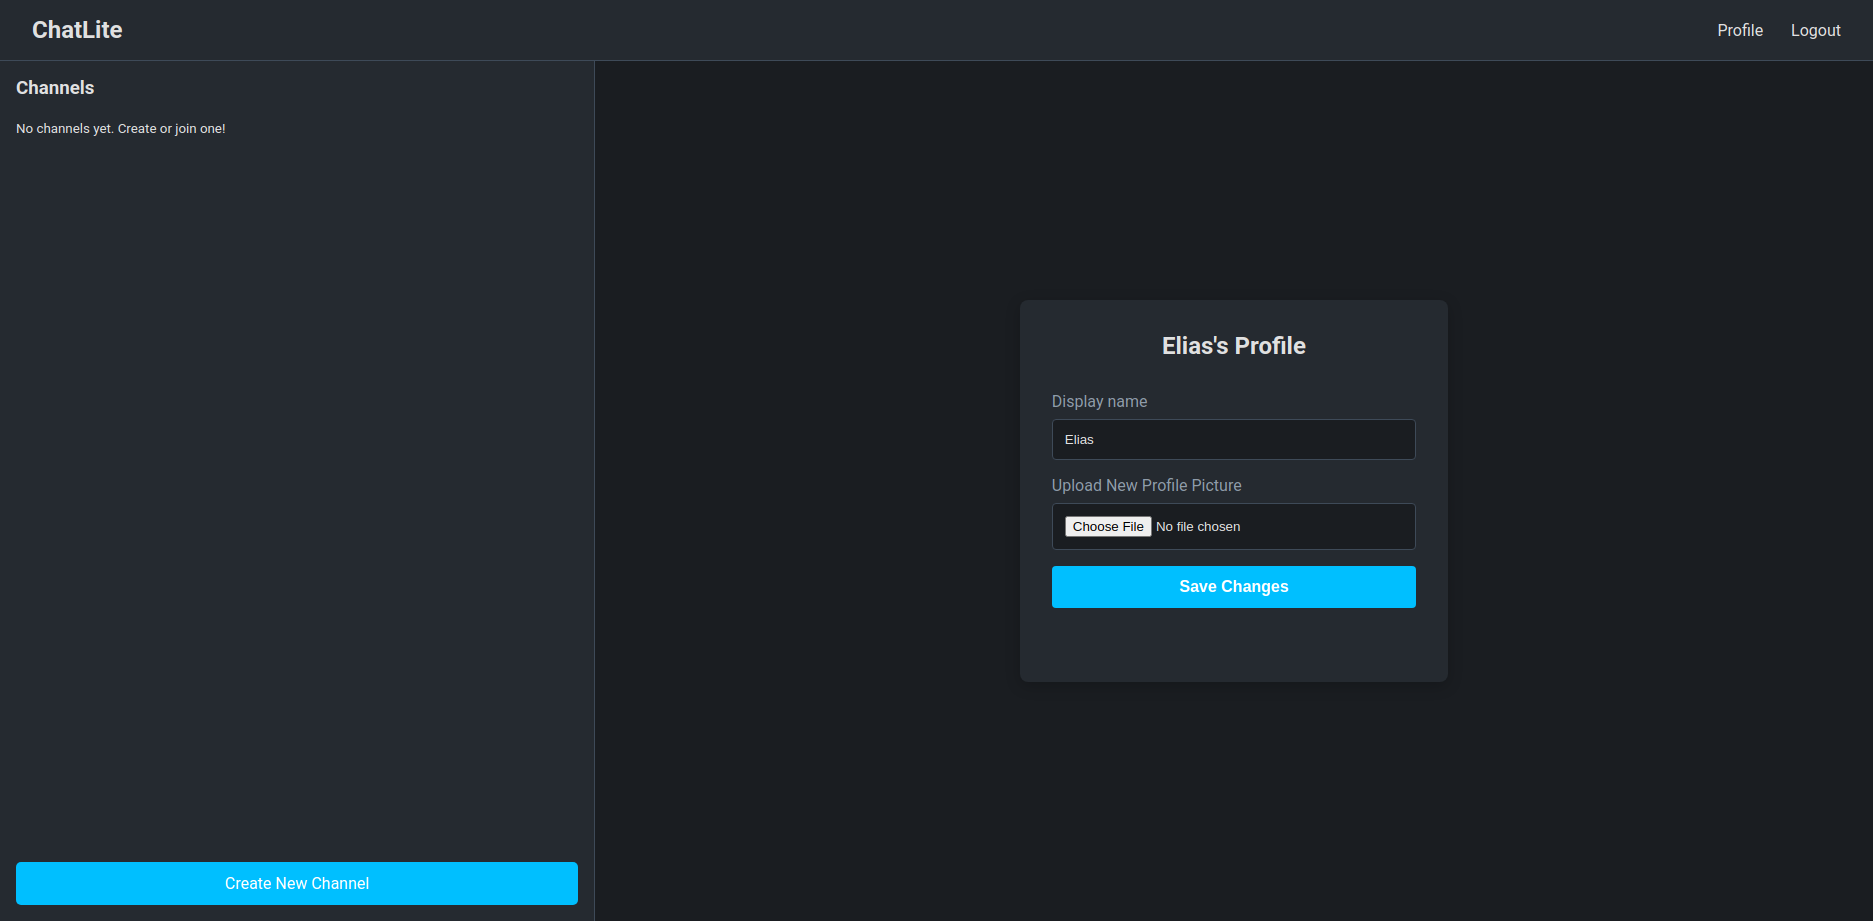 ChatLite
Profile
Logout
Channels
No channels yet. Create or join one!
Create New Channel
Elias's Profile
Display name
Elias
Upload New Profile Picture
Choose File No file chosen
Save Changes